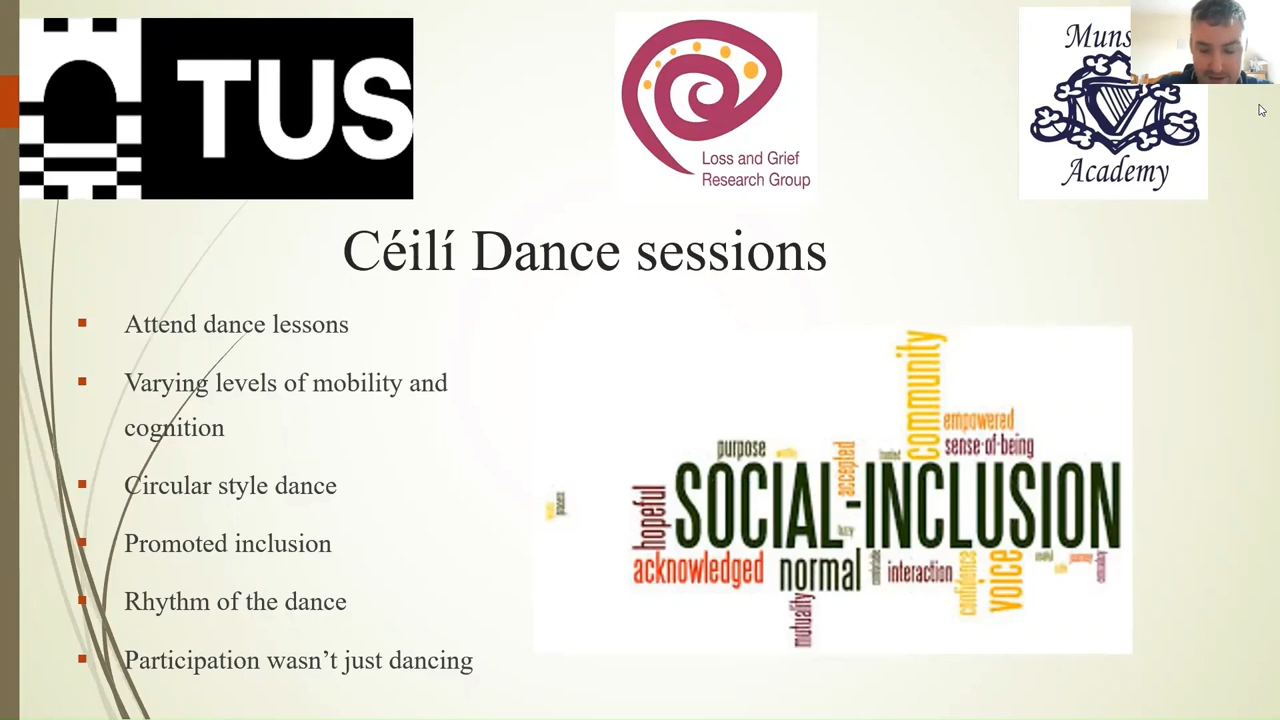 TUS
Loss and Grief
Research Group
Academy
Céilí Dance sessions
Attend dance lessons
Varying levels of mobility and
cognition
Circular style dance
Promoted inclusion
Rhythm of the dance
Participation wasn’t just dancing
community
empowered
purpose
accepted
sense-of-being
hopeful
SOCIAL-INCLUSION
acknowledged
normal
interaction
confidence
voice
mutuality